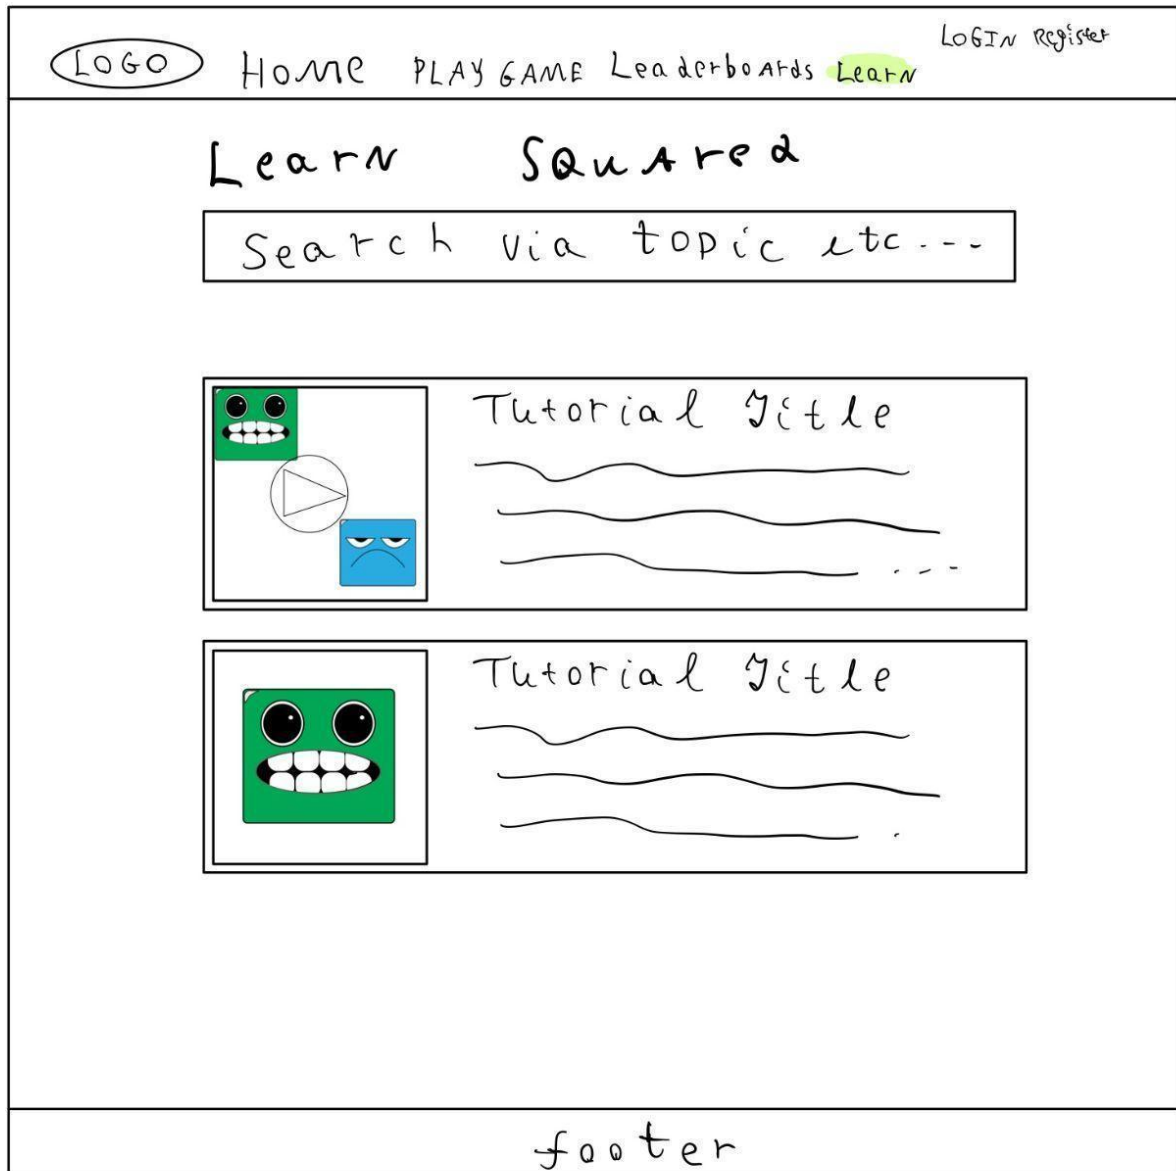 LOGIN Register
LOGO Home PLAY GAME Leaderboards Learn
Learn Squared
Search via topic etc...
Tutorial Title
Tutorial Title
footer